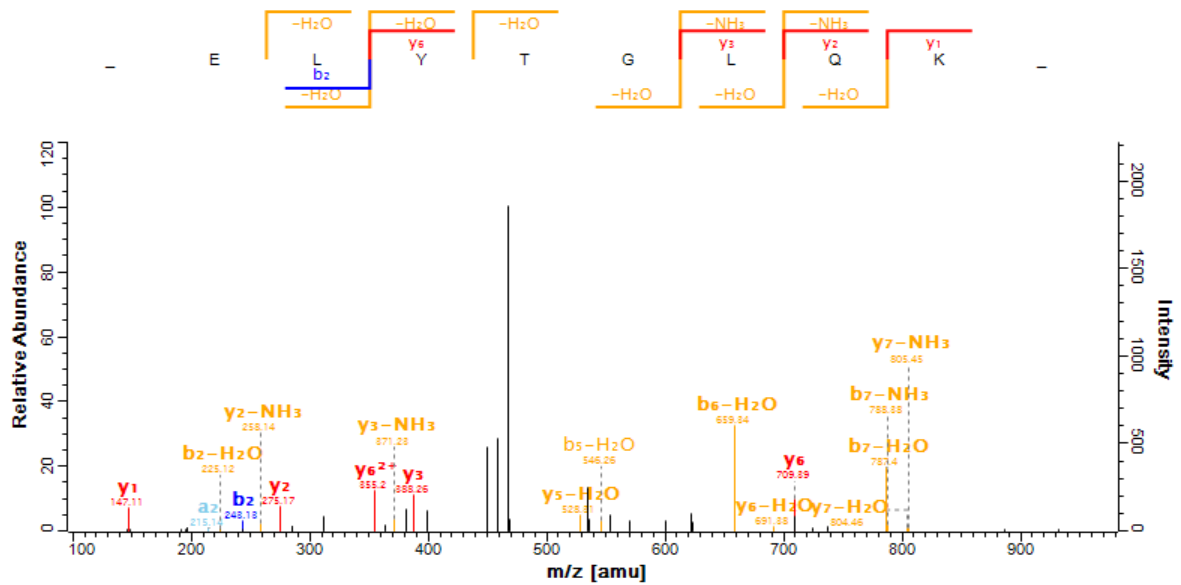 −H₂O −H₂O −H₂O −NH₃ −NH₃
y₆ y₃ y₂ y₁
_ E L Y T G L Q K _
b₂
−H₂O −H₂O −H₂O −H₂O
120
100
80
60
40
20
0
Relative Abundance
2000
1500
1000
500
0
Intensity
y₁
147.11
a₂
215.14
b₂−H₂O
225.12
b₂
243.13
y₂−NH₃
258.14
y₂
275.17
y₆²⁺
355.2
y₃−NH₃
371.28
y₃
388.26
y₅−H₂O
b₅−H₂O
546.26
b₆−H₂O
659.34
y₆−H₂O
691.38
y₆
709.39
b₇−H₂O
787.4
b₇−NH₃
788.38
y₇−H₂O
804.46
y₇−NH₃
805.45
100 200 300 400 500 600 700 800 900
m/z [amu]